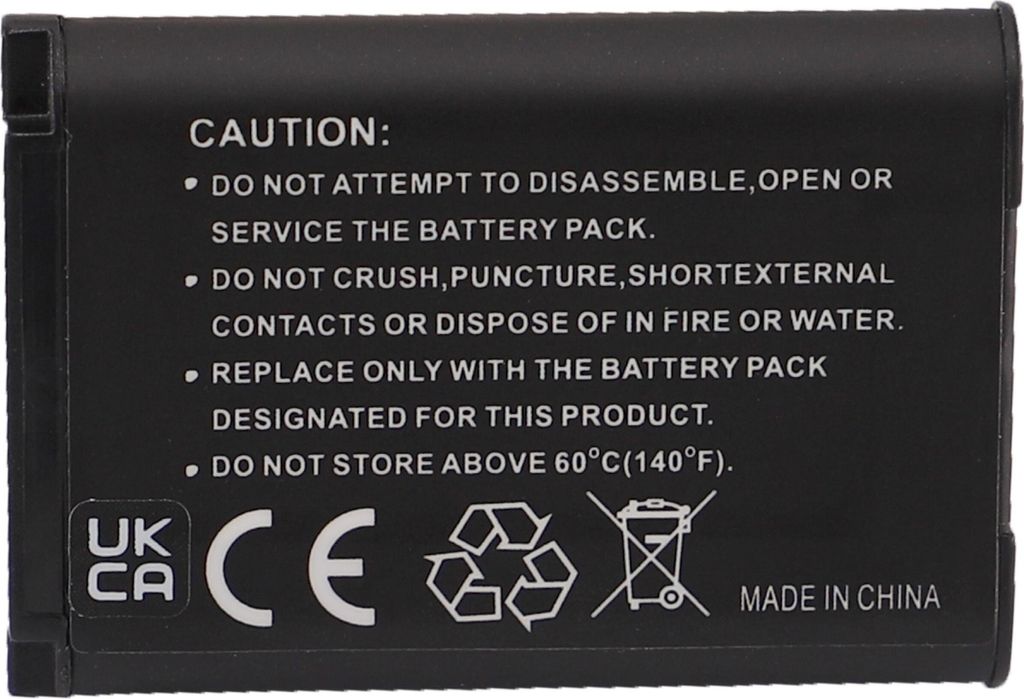 CAUTION:
• DO NOT ATTEMPT TO DISASSEMBLE,OPEN OR
SERVICE THE BATTERY PACK.
• DO NOT CRUSH,PUNCTURE,SHORTEXTERNAL
CONTACTS OR DISPOSE OF IN FIRE OR WATER.
• REPLACE ONLY WITH THE BATTERY PACK
DESIGNATED FOR THIS PRODUCT.
• DO NOT STORE ABOVE 60°C(140°F).
UK
CA
CE
MADE IN CHINA